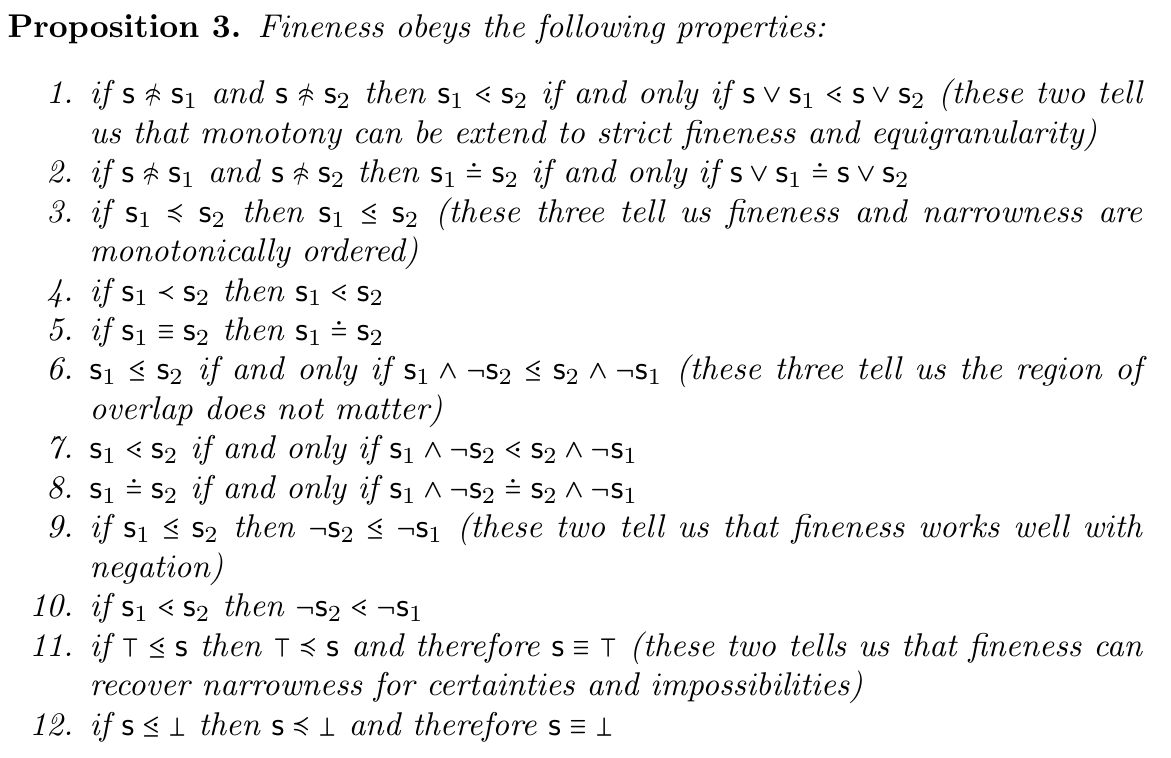 Proposition 3. Fineness obeys the following properties:
1. if s ≉ s₁ and s ≉ s₂ then s₁ ⋖ s₂ if and only if s ∨ s₁ ⋖ s ∨ s₂ (these two tell
us that monotony can be extend to strict fineness and equigranularity)
2. if s ≉ s₁ and s ≉ s₂ then s₁ ≐ s₂ if and only if s ∨ s₁ ≐ s ∨ s₂
3. if s₁ ≼ s₂ then s₁ ⋖̲ s₂ (these three tell us fineness and narrowness are
monotonically ordered)
4. if s₁ ≺ s₂ then s₁ ⋖ s₂
5. if s₁ ≡ s₂ then s₁ ≐ s₂
6. s₁ ⋖̲ s₂ if and only if s₁ ∧ ¬s₂ ⋖̲ s₂ ∧ ¬s₁ (these three tell us the region of
overlap does not matter)
7. s₁ ⋖ s₂ if and only if s₁ ∧ ¬s₂ ⋖ s₂ ∧ ¬s₁
8. s₁ ≐ s₂ if and only if s₁ ∧ ¬s₂ ≐ s₂ ∧ ¬s₁
9. if s₁ ⋖̲ s₂ then ¬s₂ ⋖̲ ¬s₁ (these two tell us that fineness works well with
negation)
10. if s₁ ⋖ s₂ then ¬s₂ ⋖ ¬s₁
11. if ⊤ ⋖̲ s then ⊤ ≼ s and therefore s ≡ ⊤ (these two tells us that fineness can
recover narrowness for certainties and impossibilities)
12. if s ⋖̲ ⊥ then s ≼ ⊥ and therefore s ≡ ⊥